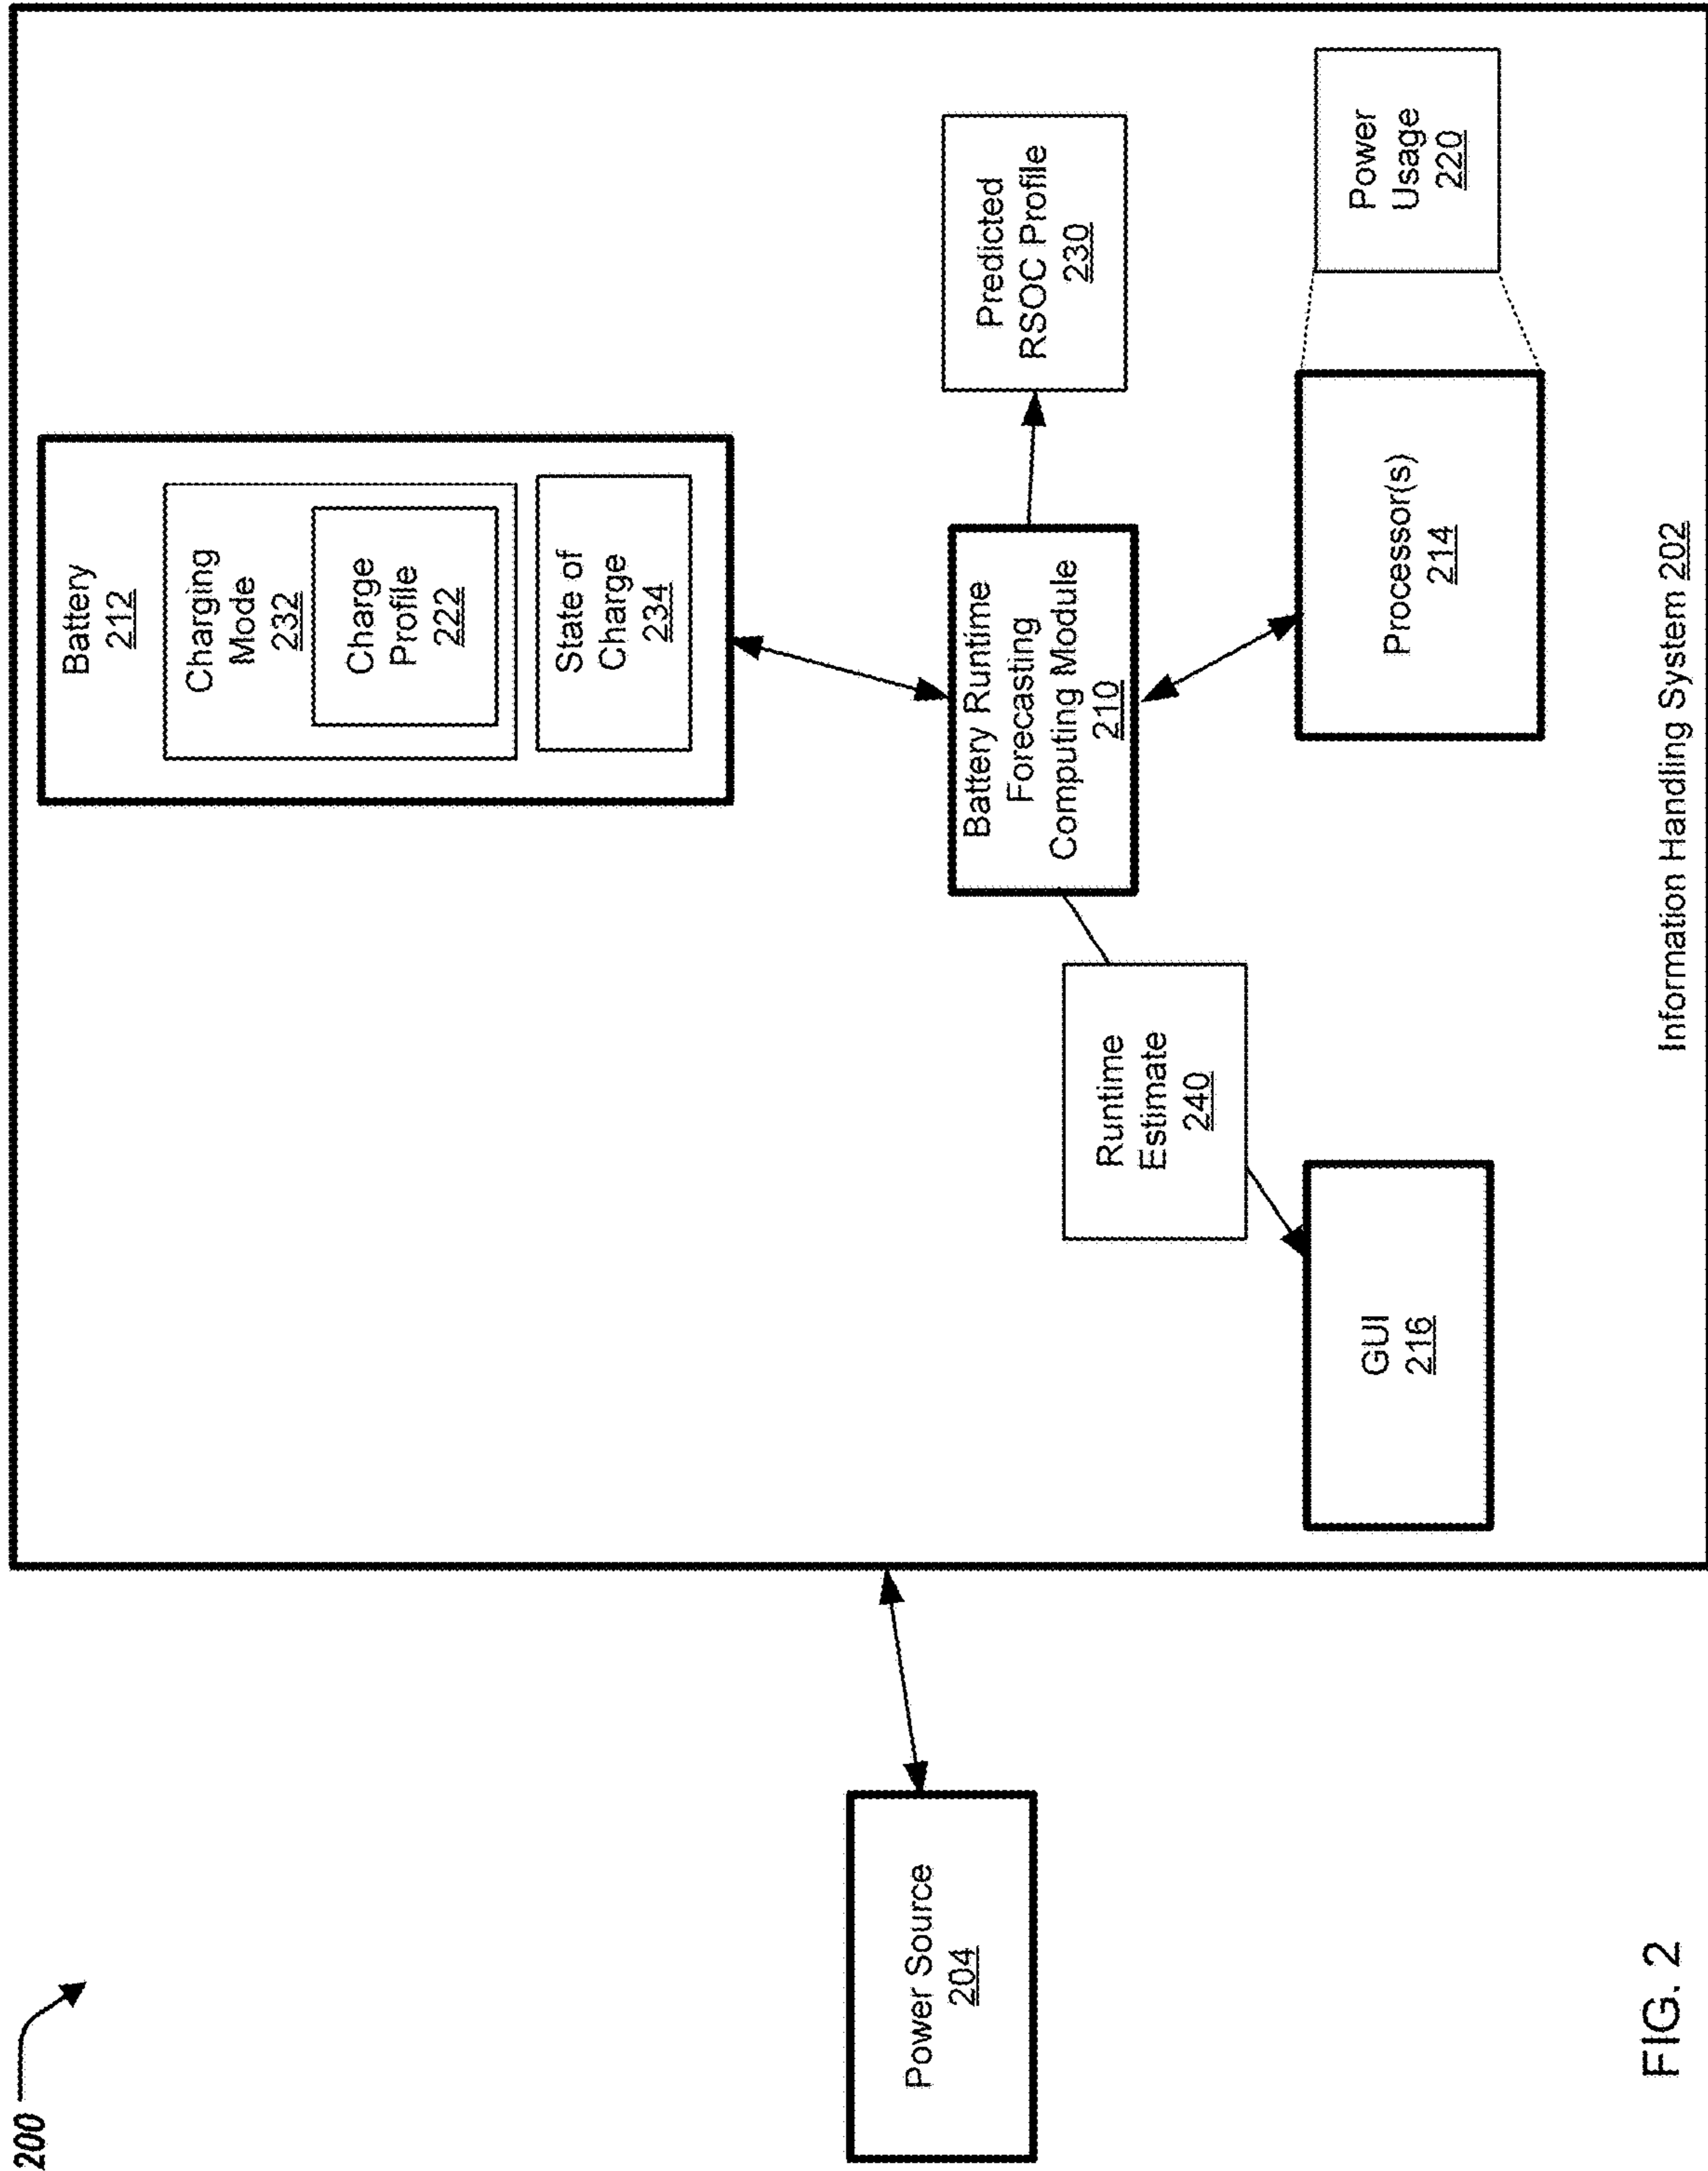 200
Battery
212
Charging
Mode
232
Charge
Profile
222
State of
Charge
234
Power Source
204
Battery Runtime
Forecasting
Computing Module
210
Predicted
RSOC Profile
230
Runtime
Estimate
240
GUI
216
Processor(s)
214
Power
Usage
220
Information Handling System 202
FIG. 2